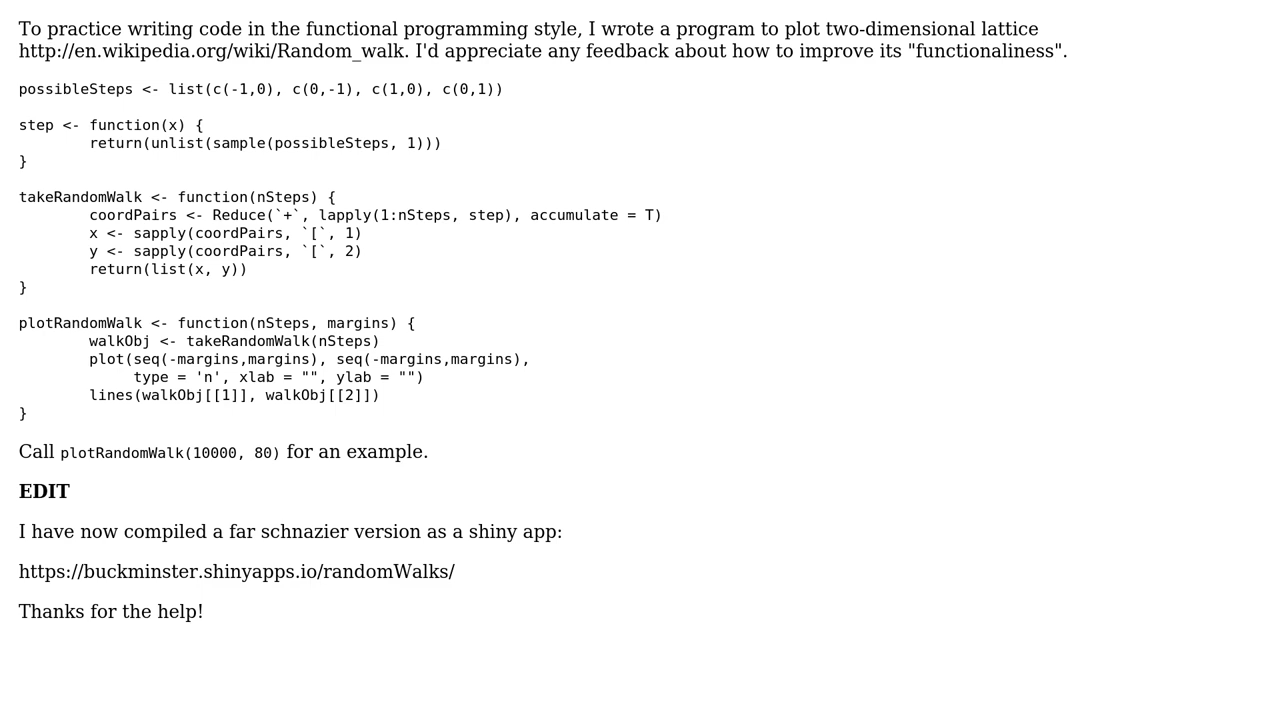 To practice writing code in the functional programming style, I wrote a program to plot two-dimensional lattice
http://en.wikipedia.org/wiki/Random_walk. I'd appreciate any feedback about how to improve its "functionaliness".
possibleSteps <- list(c(-1,0), c(0,-1), c(1,0), c(0,1))
step <- function(x) {
        return(unlist(sample(possibleSteps, 1)))
}
takeRandomWalk <- function(nSteps) {
        coordPairs <- Reduce(`+`, lapply(1:nSteps, step), accumulate = T)
        x <- sapply(coordPairs, `[`, 1)
        y <- sapply(coordPairs, `[`, 2)
        return(list(x, y))
}
plotRandomWalk <- function(nSteps, margins) {
        walkObj <- takeRandomWalk(nSteps)
        plot(seq(-margins,margins), seq(-margins,margins),
             type = 'n', xlab = "", ylab = "")
        lines(walkObj[[1]], walkObj[[2]])
}
Call plotRandomWalk(10000, 80) for an example.
EDIT
I have now compiled a far schnazier version as a shiny app:
https://buckminster.shinyapps.io/randomWalks/
Thanks for the help!